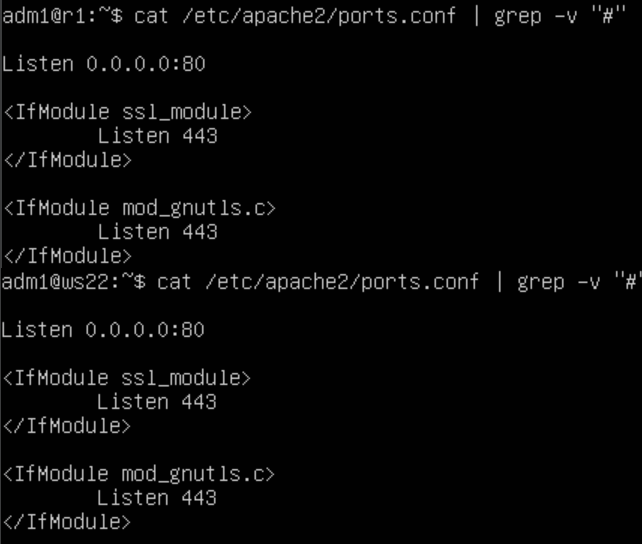 adm1@r1:~$ cat /etc/apache2/ports.conf | grep -v "#"
Listen 0.0.0.0:80
<IfModule ssl_module>
Listen 443
</IfModule>
<IfModule mod_gnutls.c>
Listen 443
</IfModule>
adm1@ws22:~$ cat /etc/apache2/ports.conf | grep -v "#"
Listen 0.0.0.0:80
<IfModule ssl_module>
Listen 443
</IfModule>
<IfModule mod_gnutls.c>
Listen 443
</IfModule>